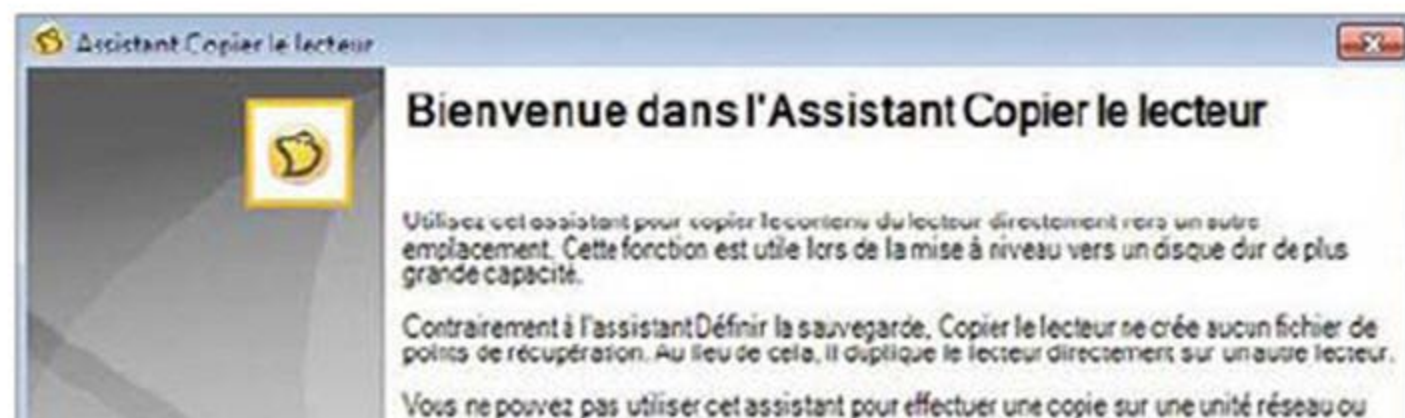 Assistant Copier le lecteur
Bienvenue dans l'Assistant Copier le lecteur
Utilisez cet assistant pour copier le contenu du lecteur directement vers un autre
emplacement. Cette fonction est utile lors de la mise à niveau vers un disque dur de plus
grande capacité.
Contrairement à l'assistant Définir la sauvegarde, Copier le lecteur ne crée aucun fichier de
points de récupération. Au lieu de cela, il duplique le lecteur directement sur un autre lecteur.
Vous ne pouvez pas utiliser cet assistant pour effectuer une copie sur une unité réseau ou